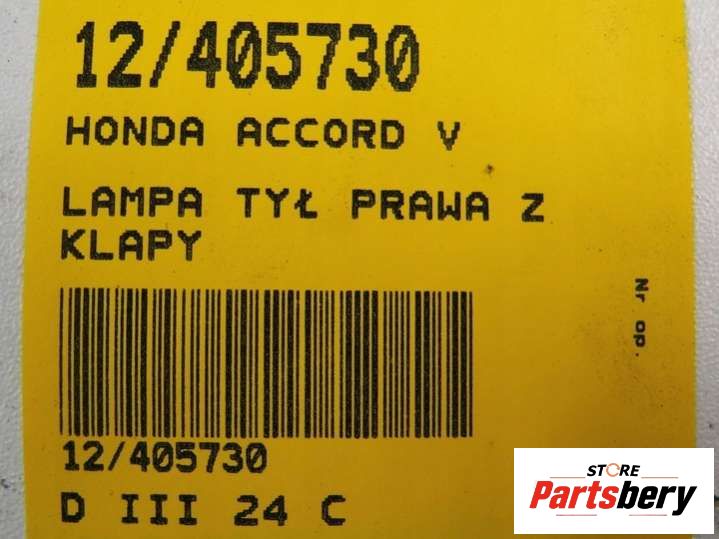 12/405730
HONDA ACCORD V
LAMPA TYŁ PRAWA Z
KLAPY
Nr op.
12/405730
D III 24 C
STORE
Partsbery